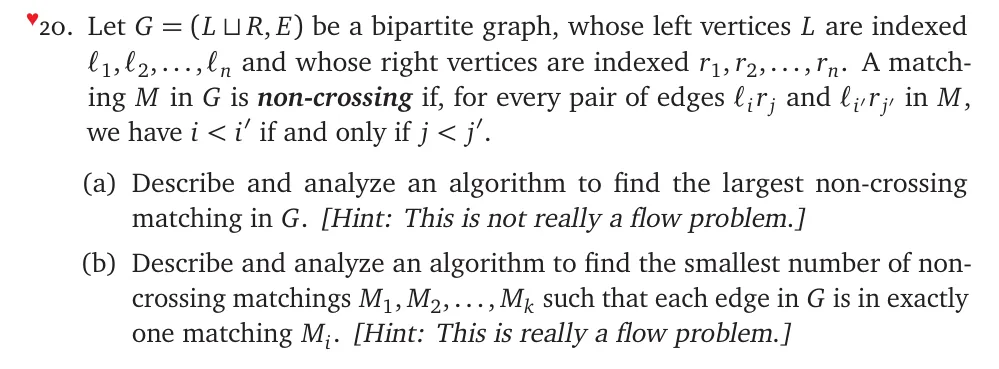 ♥20. Let G = (L ⊔ R, E) be a bipartite graph, whose left vertices L are indexed
ℓ₁, ℓ₂, . . . , ℓₙ and whose right vertices are indexed r₁, r₂, . . . , rₙ. A match-
ing M in G is non-crossing if, for every pair of edges ℓᵢrⱼ and ℓᵢ′rⱼ′ in M,
we have i < i′ if and only if j < j′.
(a) Describe and analyze an algorithm to find the largest non-crossing
matching in G. [Hint: This is not really a flow problem.]
(b) Describe and analyze an algorithm to find the smallest number of non-
crossing matchings M₁, M₂, . . . , Mₖ such that each edge in G is in exactly
one matching Mᵢ. [Hint: This is really a flow problem.]